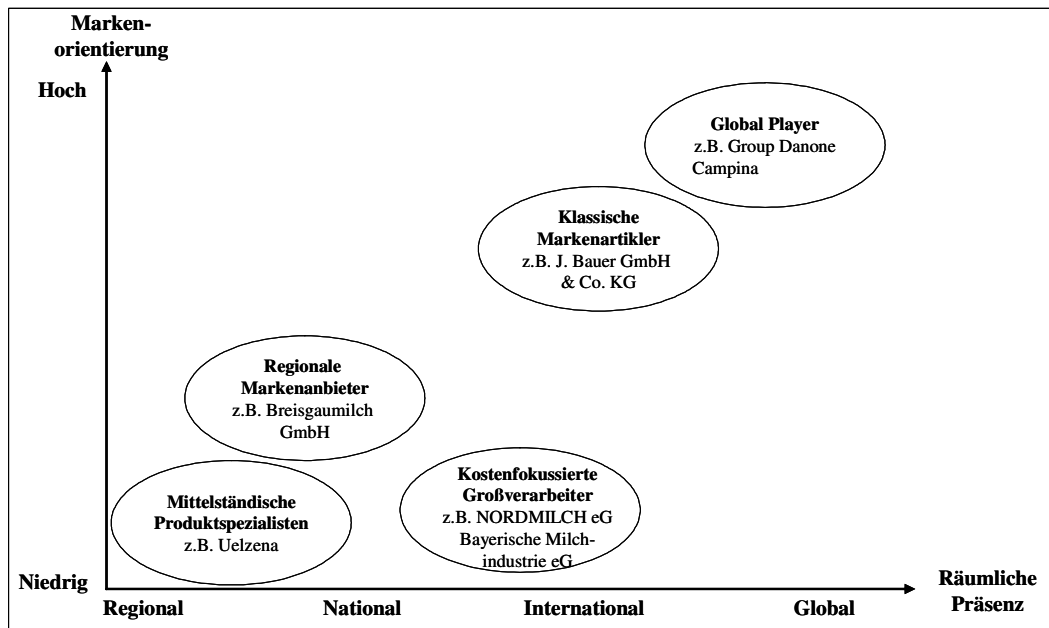 Marken-
orientierung
Hoch
Global Player
z.B. Group Danone
Campina
Klassische
Markenartikler
z.B. J. Bauer GmbH
& Co. KG
Regionale
Markenanbieter
z.B. Breisgaumilch
GmbH
Mittelständische
Produktspezialisten
z.B. Uelzena
Kostenfokussierte
Großverarbeiter
z.B. NORDMILCH eG
Bayerische Milch-
industrie eG
Niedrig
Regional
National
International
Global
Räumliche
Präsenz